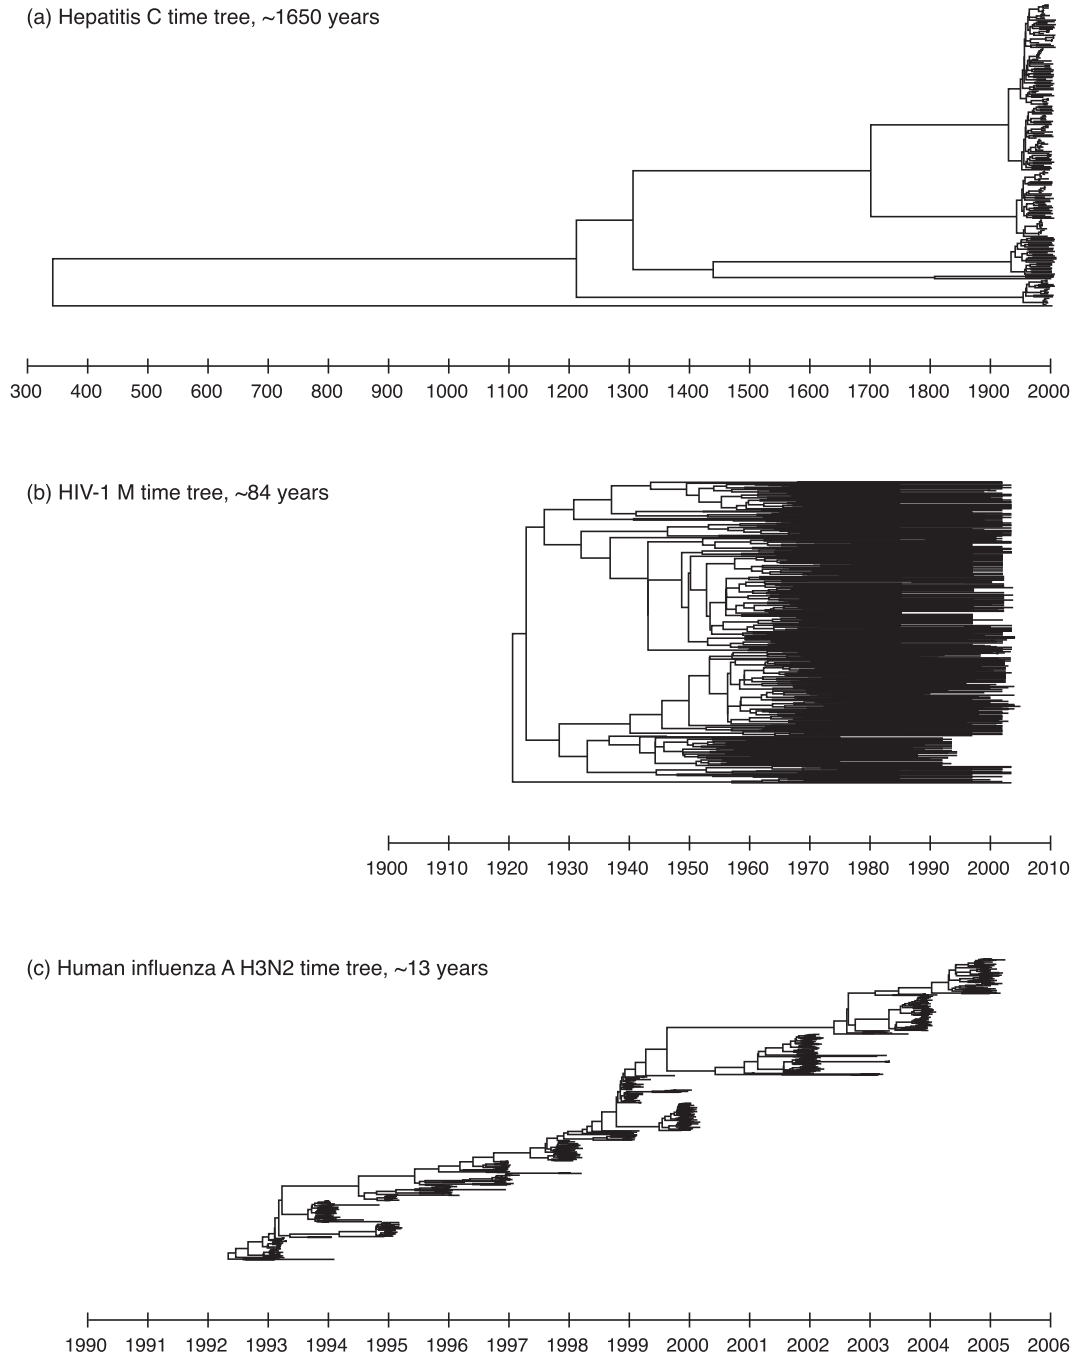 (a) Hepatitis C time tree, ~1650 years
300 400 500 600 700 800 900 1000 1100 1200 1300 1400 1500 1600 1700 1800 1900 2000
(b) HIV-1 M time tree, ~84 years
1900 1910 1920 1930 1940 1950 1960 1970 1980 1990 2000 2010
(c) Human influenza A H3N2 time tree, ~13 years
1990 1991 1992 1993 1994 1995 1996 1997 1998 1999 2000 2001 2002 2003 2004 2005 2006